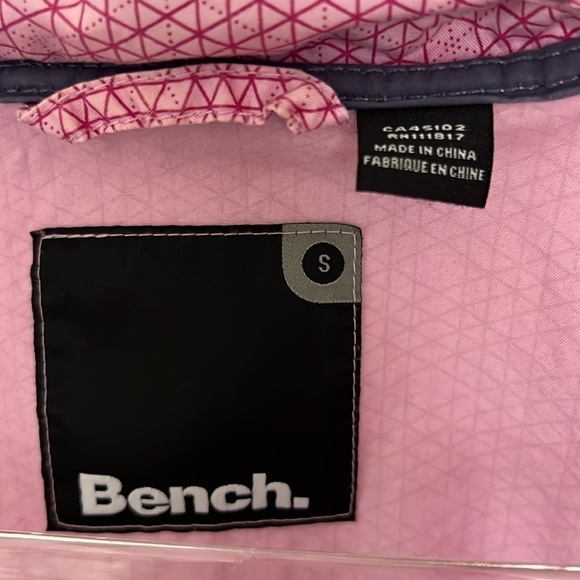 CA45102
RN111817
MADE IN CHINA
FABRIQUE EN CHINE
S
Bench.